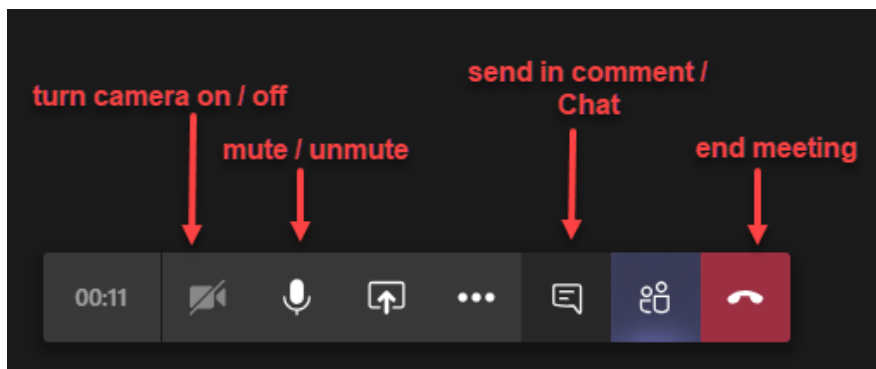 turn camera on / off
mute / unmute
send in comment /
Chat
end meeting
00:11